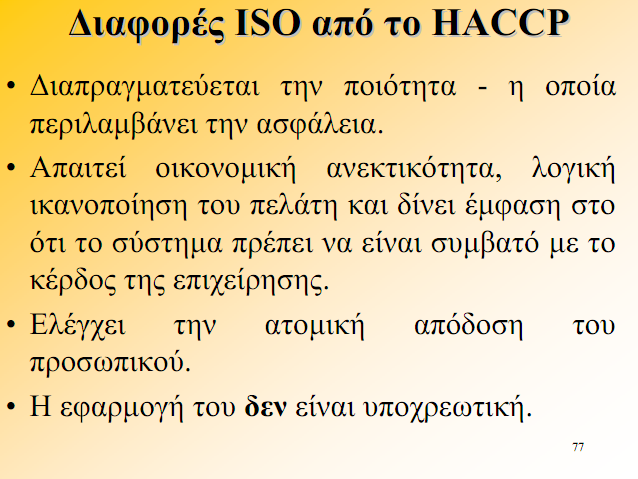 Διαφορές ISO από το HACCP
• Διαπραγματεύεται την ποιότητα - η οποία
περιλαμβάνει την ασφάλεια.
• Απαιτεί οικονομική ανεκτικότητα, λογική
ικανοποίηση του πελάτη και δίνει έμφαση στο
ότι το σύστημα πρέπει να είναι συμβατό με το
κέρδος της επιχείρησης.
• Ελέγχει την ατομική απόδοση του
προσωπικού.
• Η εφαρμογή του δεν είναι υποχρεωτική.
77